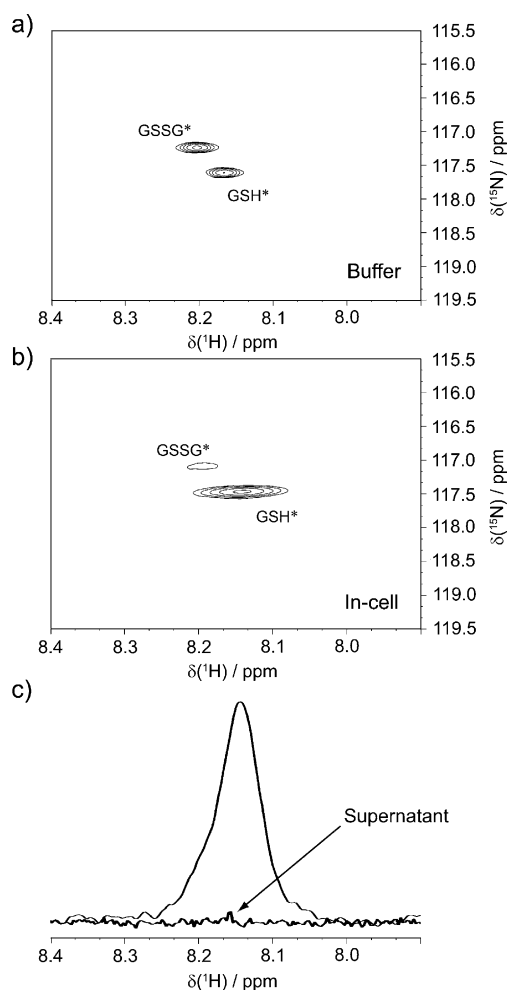 a)
115.5
116.0
116.5
117.0
117.5
118.0
118.5
119.0
119.5
δ(¹⁵N) / ppm
GSSG*
GSH*
Buffer
8.4 8.3 8.2 8.1 8.0
δ(¹H) / ppm
b)
115.5
116.0
116.5
117.0
117.5
118.0
118.5
119.0
119.5
δ(¹⁵N) / ppm
GSSG*
GSH*
In-cell
8.4 8.3 8.2 8.1 8.0
δ(¹H) / ppm
c)
Supernatant
8.4 8.3 8.2 8.1 8.0
δ(¹H) / ppm